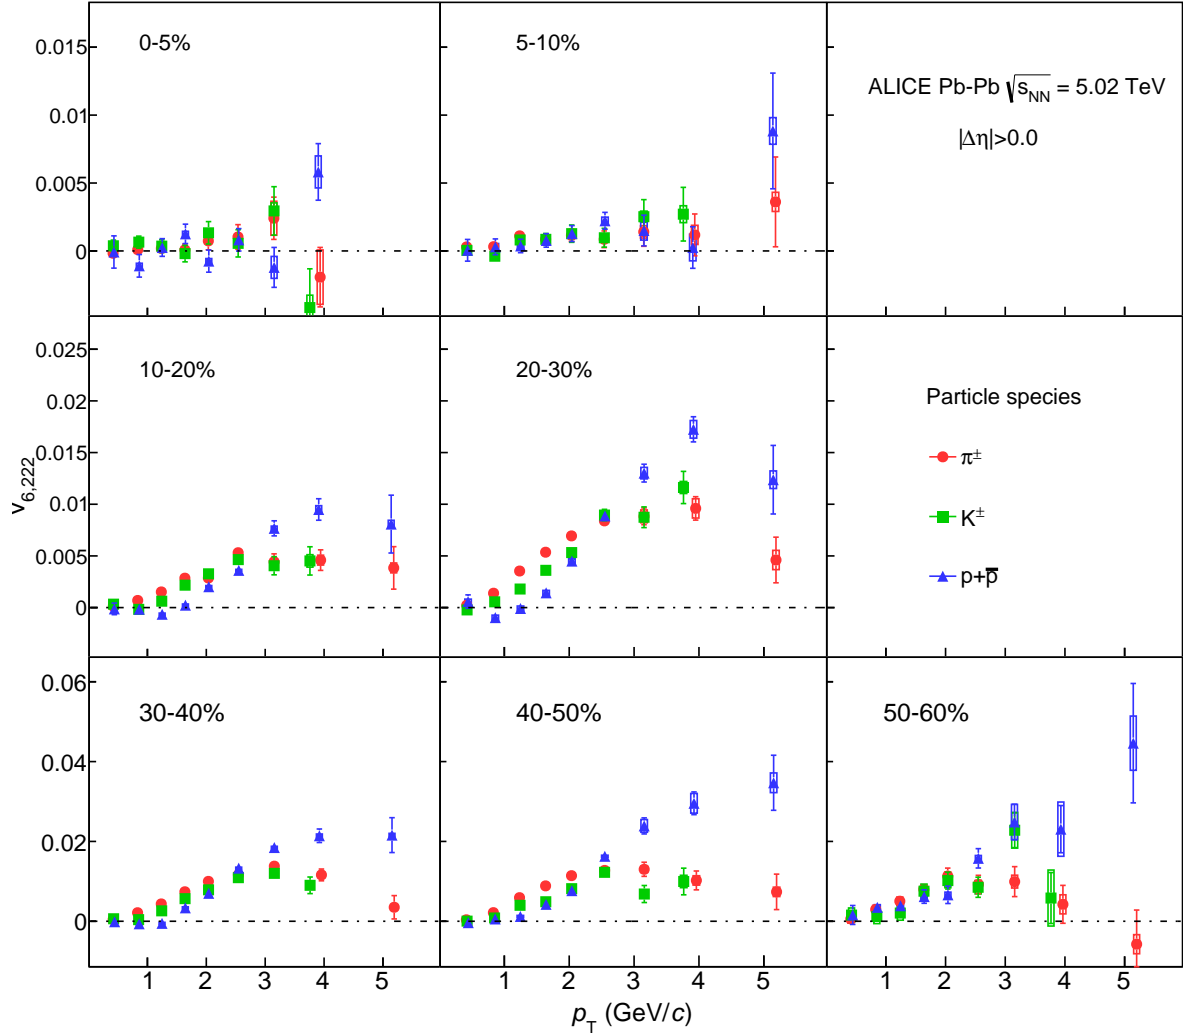 0-5%
5-10%
ALICE Pb-Pb √s_NN = 5.02 TeV
|Δη|>0.0
0.015
0.01
0.005
0
10-20%
20-30%
Particle species
π±
K±
p+p̅
0.025
0.02
0.015
0.01
0.005
0
v_6,222
30-40%
40-50%
50-60%
0.06
0.04
0.02
0
1 2 3 4 5
1 2 3 4 5
1 2 3 4 5
p_T (GeV/c)